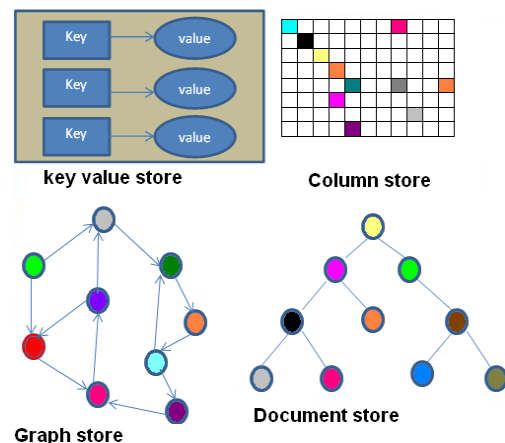 Key
value
Key
value
Key
value
key value store
Column store
Graph store
Document store